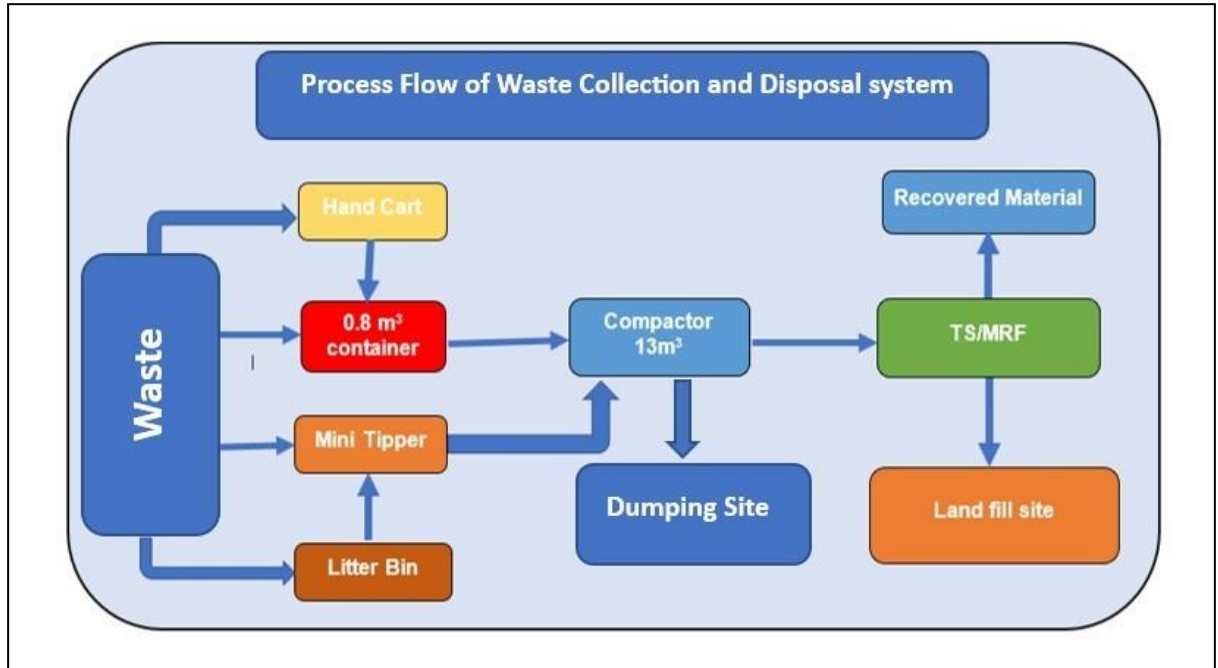 Process Flow of Waste Collection and Disposal system
Hand Cart
Recovered Material
Waste
0.8 m³
container
Compactor
13m³
TS/MRF
Mini Tipper
Dumping Site
Land fill site
Litter Bin